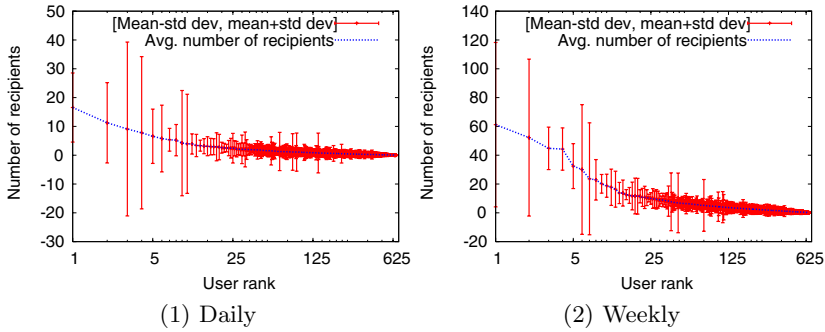 [Mean-std dev, mean+std dev]
Avg. number of recipients
Number of recipients
50
40
30
20
10
0
-10
-20
-30
1 5 25 125 625
User rank
(1) Daily
[Mean-std dev, mean+std dev]
Avg. number of recipients
Number of recipients
140
120
100
80
60
40
20
0
-20
1 5 25 125 625
User rank
(2) Weekly